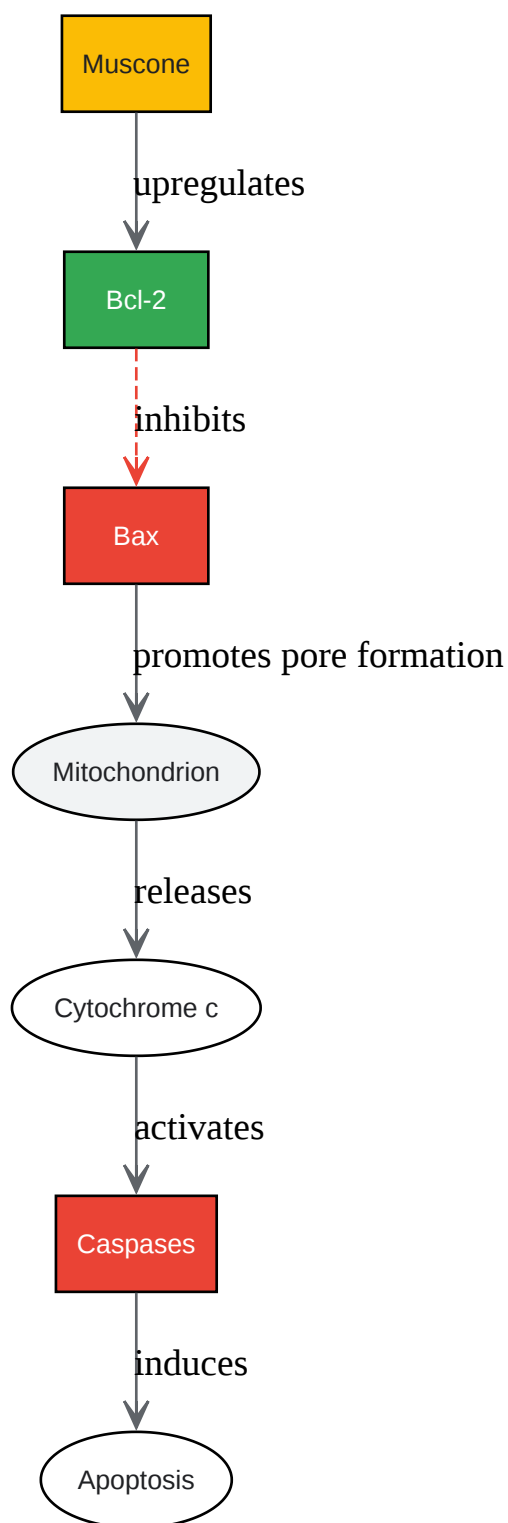 Muscone
upregulates
Bcl-2
inhibits
Bax
promotes pore formation
Mitochondrion
releases
Cytochrome c
activates
Caspases
induces
Apoptosis